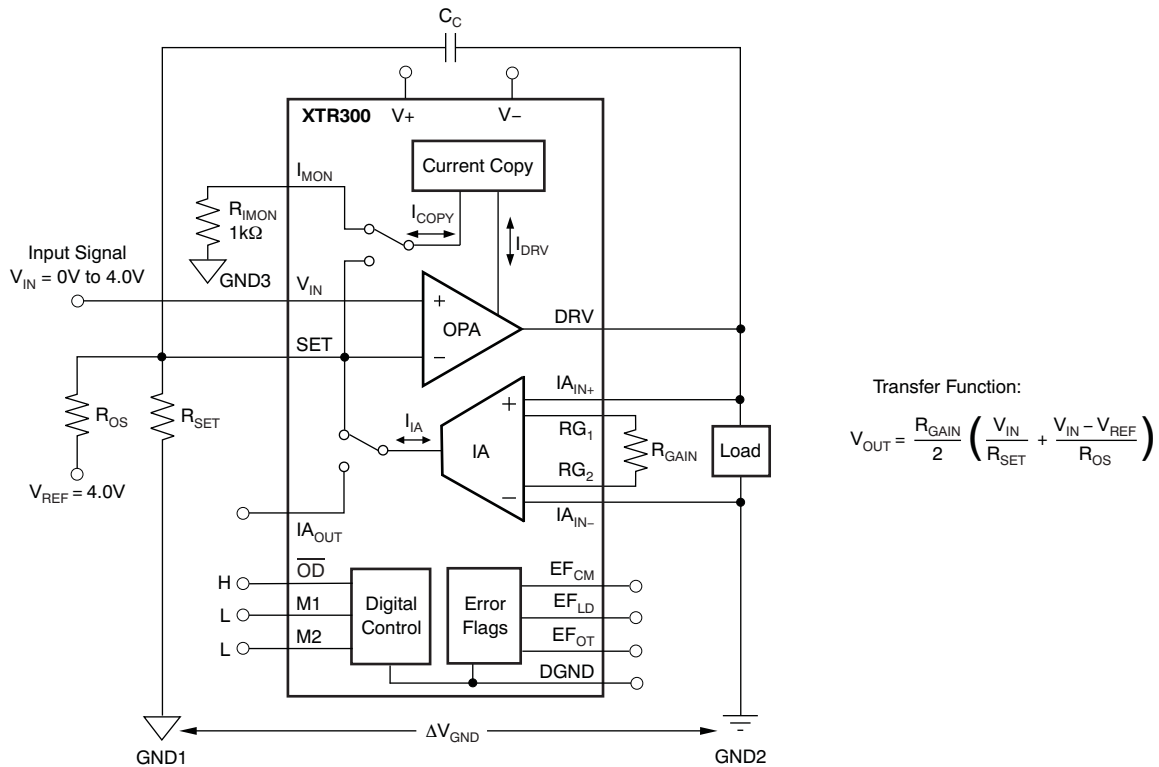 C_C
XTR300
V+
V−
Current Copy
I_MON
R_IMON
1kΩ
I_COPY
I_DRV
Input Signal
V_IN = 0V to 4.0V
GND3
V_IN
+
OPA
DRV
SET
−
IA_IN+
R_OS
R_SET
I_IA
+
IA
RG_1
R_GAIN
Load
RG_2
V_REF = 4.0V
−
IA_IN−
IA_OUT
Transfer Function:
V_OUT = R_GAIN/2 ( V_IN/R_SET + (V_IN − V_REF)/R_OS )
H
O̅D̅
EF_CM
L
M1
Digital
Control
Error
Flags
EF_LD
L
M2
EF_OT
DGND
ΔV_GND
GND1
GND2